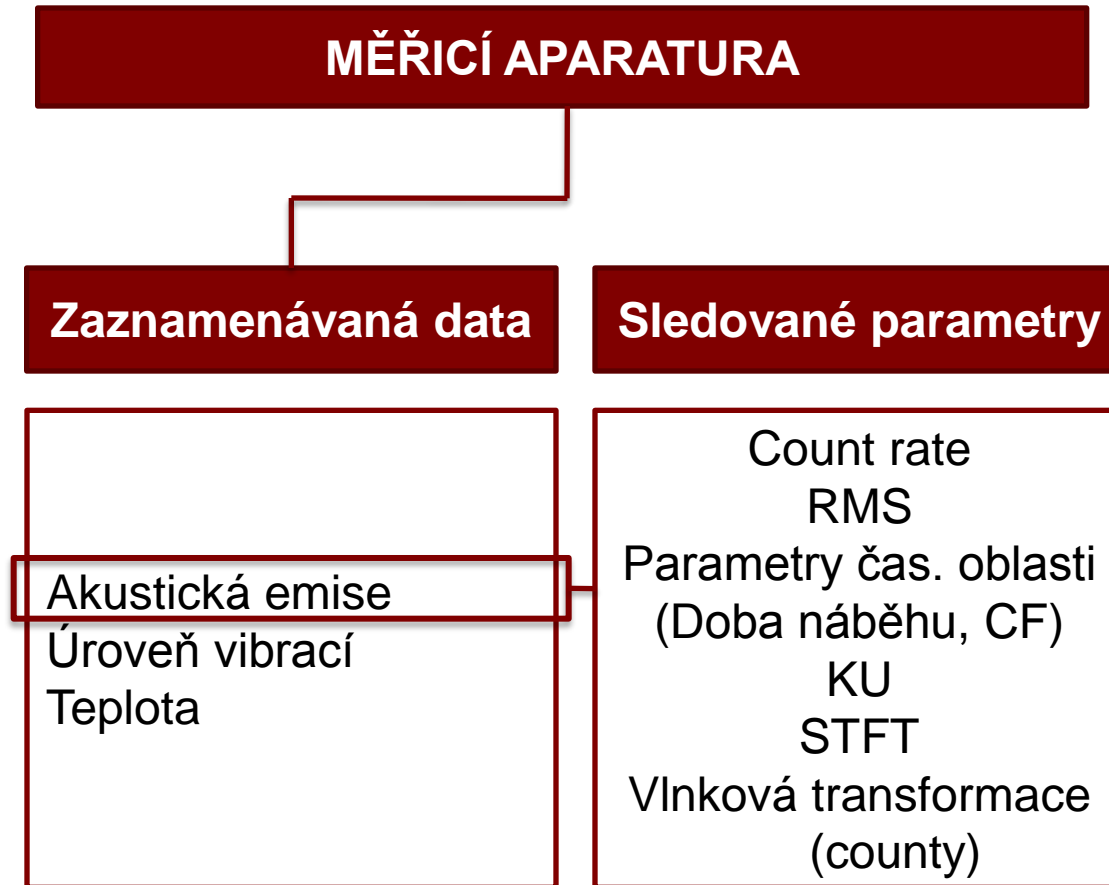 MĚŘICÍ APARATURA
Zaznamenávaná data
Sledované parametry
Akustická emise
Úroveň vibrací
Teplota
Count rate
RMS
Parametry čas. oblasti
(Doba náběhu, CF)
KU
STFT
Vlnková transformace
(county)